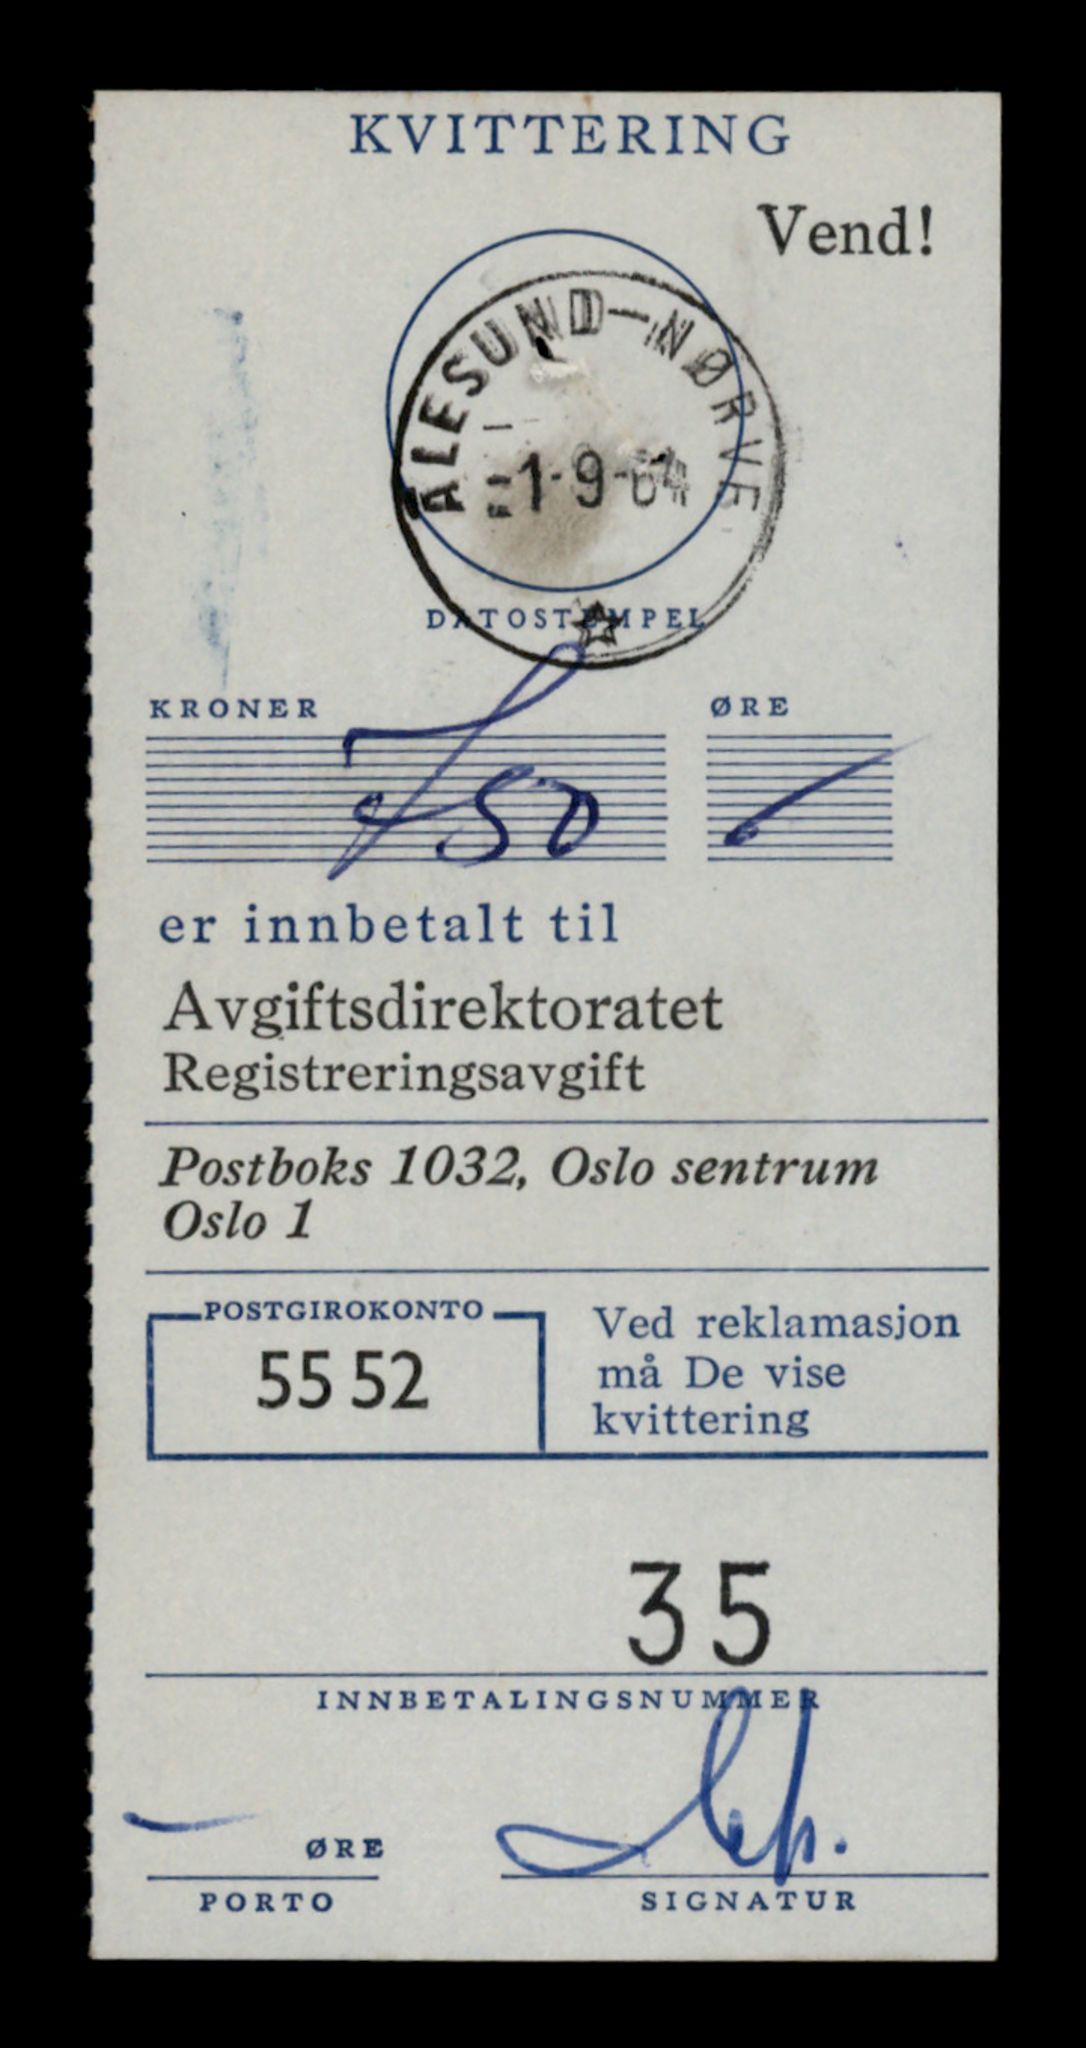 KVITTERING
Vend!
ÅLESUND-NØRVE
-1-9-64
DATOSTEMPEL
KRONER ØRE
750 -
er innbetalt til
Avgiftsdirektoratet
Registreringsavgift
Postboks 1032, Oslo sentrum
Oslo 1
POSTGIROKONTO
55 52
Ved reklamasjon
må De vise
kvittering
35
INNBETALINGSNUMMER
- ØRE
PORTO
SIGNATUR